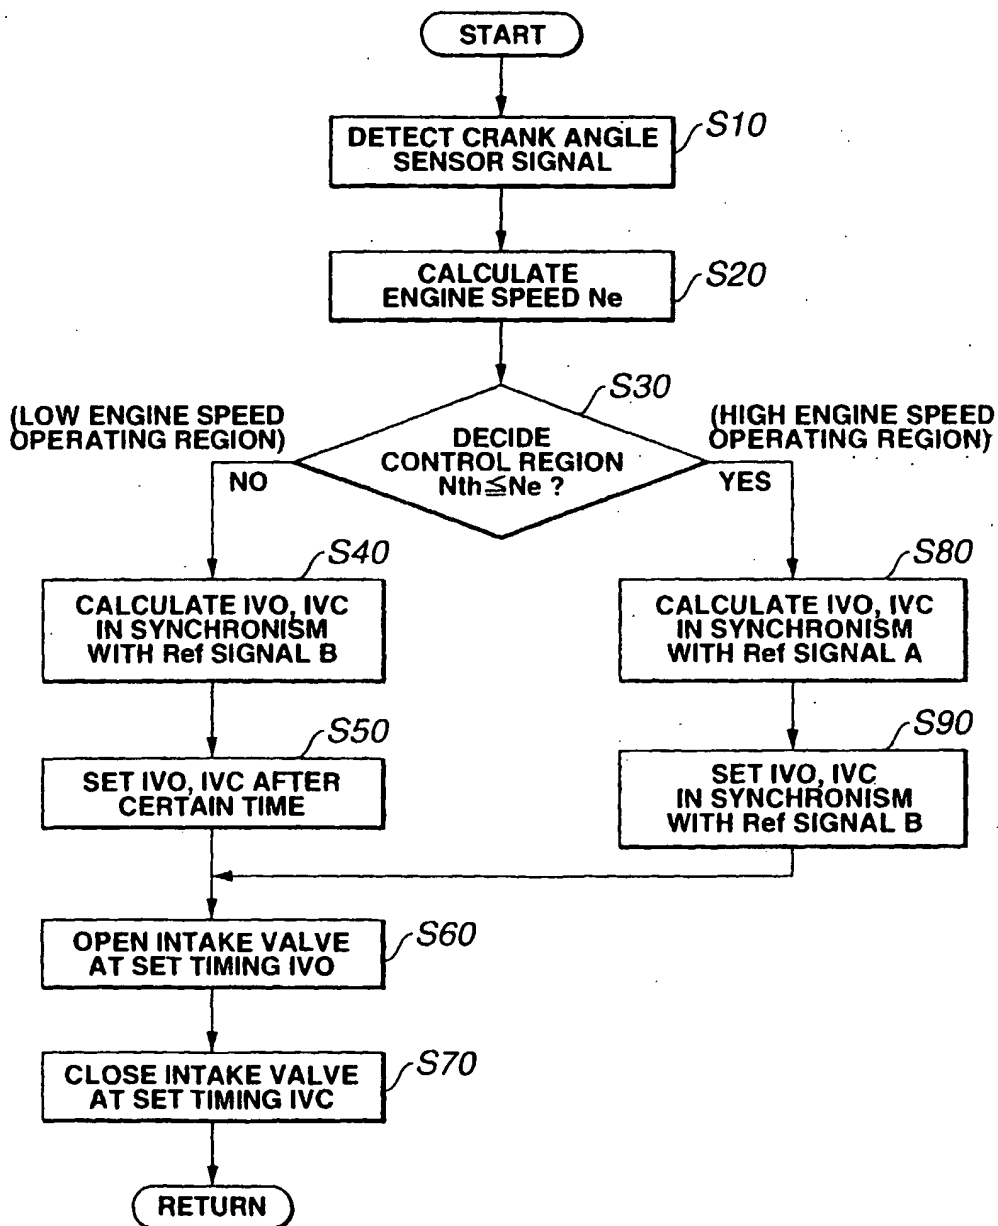 START
DETECT CRANK ANGLE
SENSOR SIGNAL
S10
CALCULATE
ENGINE SPEED Ne
S20
S30
(LOW ENGINE SPEED
OPERATING REGION)
(HIGH ENGINE SPEED
OPERATING REGION)
DECIDE
CONTROL REGION
Nth≦Ne ?
NO
YES
S40
CALCULATE IVO, IVC
IN SYNCHRONISM
WITH Ref SIGNAL B
S80
CALCULATE IVO, IVC
IN SYNCHRONISM
WITH Ref SIGNAL A
S50
SET IVO, IVC AFTER
CERTAIN TIME
S90
SET IVO, IVC
IN SYNCHRONISM
WITH Ref SIGNAL B
OPEN INTAKE VALVE
AT SET TIMING IVO
S60
CLOSE INTAKE VALVE
AT SET TIMING IVC
S70
RETURN